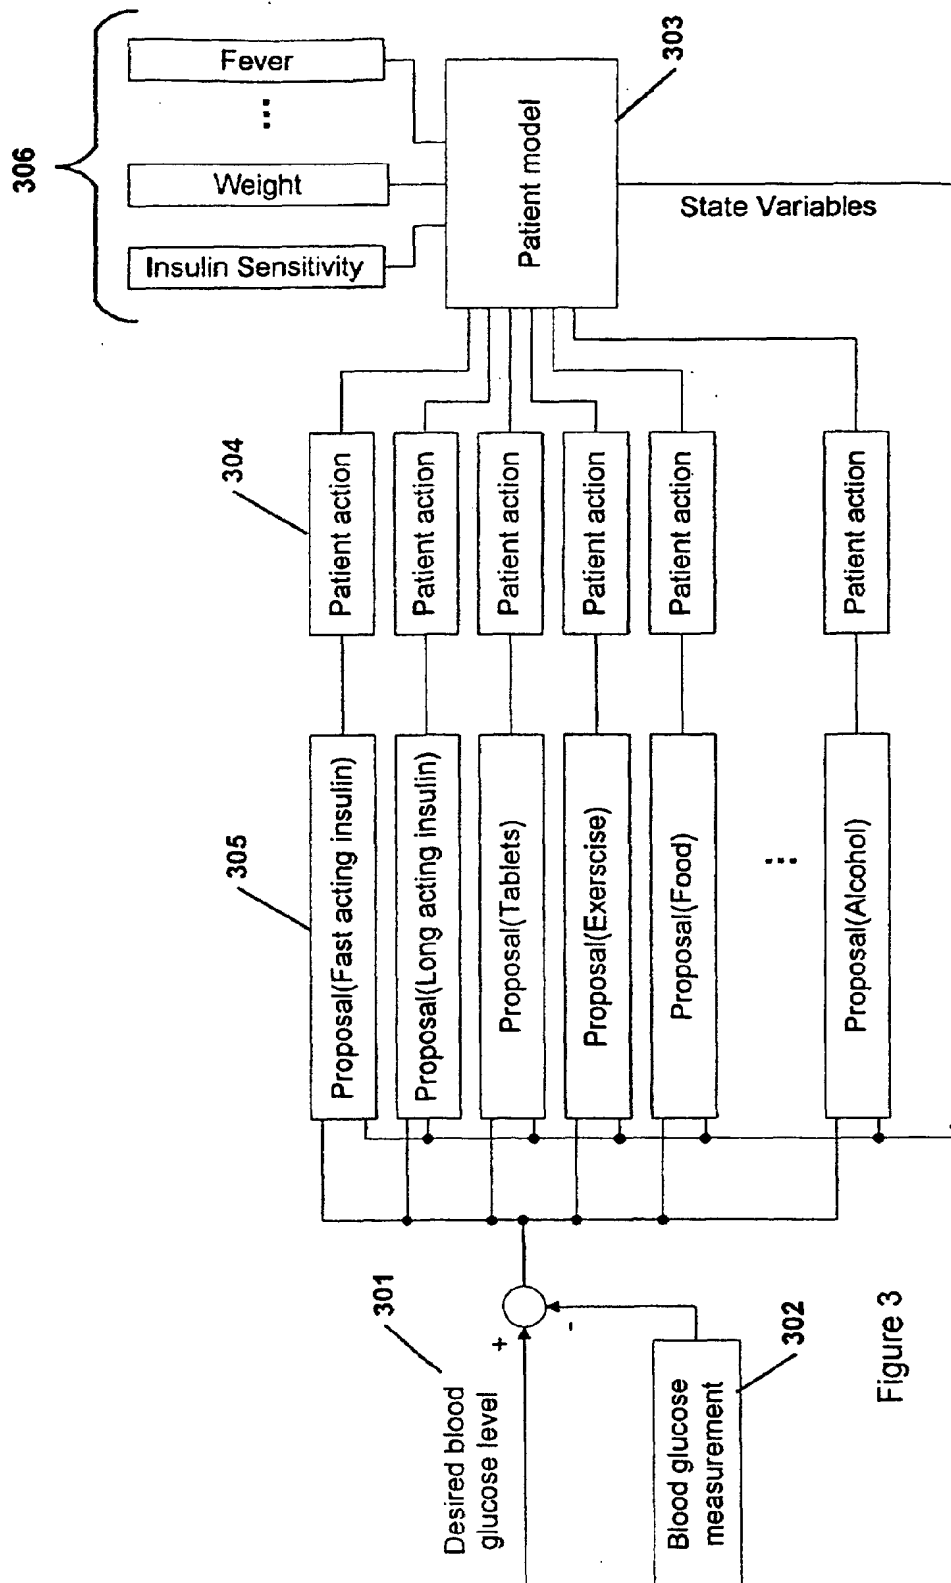 306
Fever
...
Weight
Insulin Sensitivity
303
Patient model
State Variables
304
Patient action
Patient action
Patient action
Patient action
Patient action
Patient action
305
Proposal(Fast acting insulin)
Proposal(Long acting insulin)
Proposal(Tablets)
Proposal(Exerscise)
Proposal(Food)
...
Proposal(Alcohol)
301
Desired blood
glucose level
+
-
302
Blood glucose
measurement
Figure 3